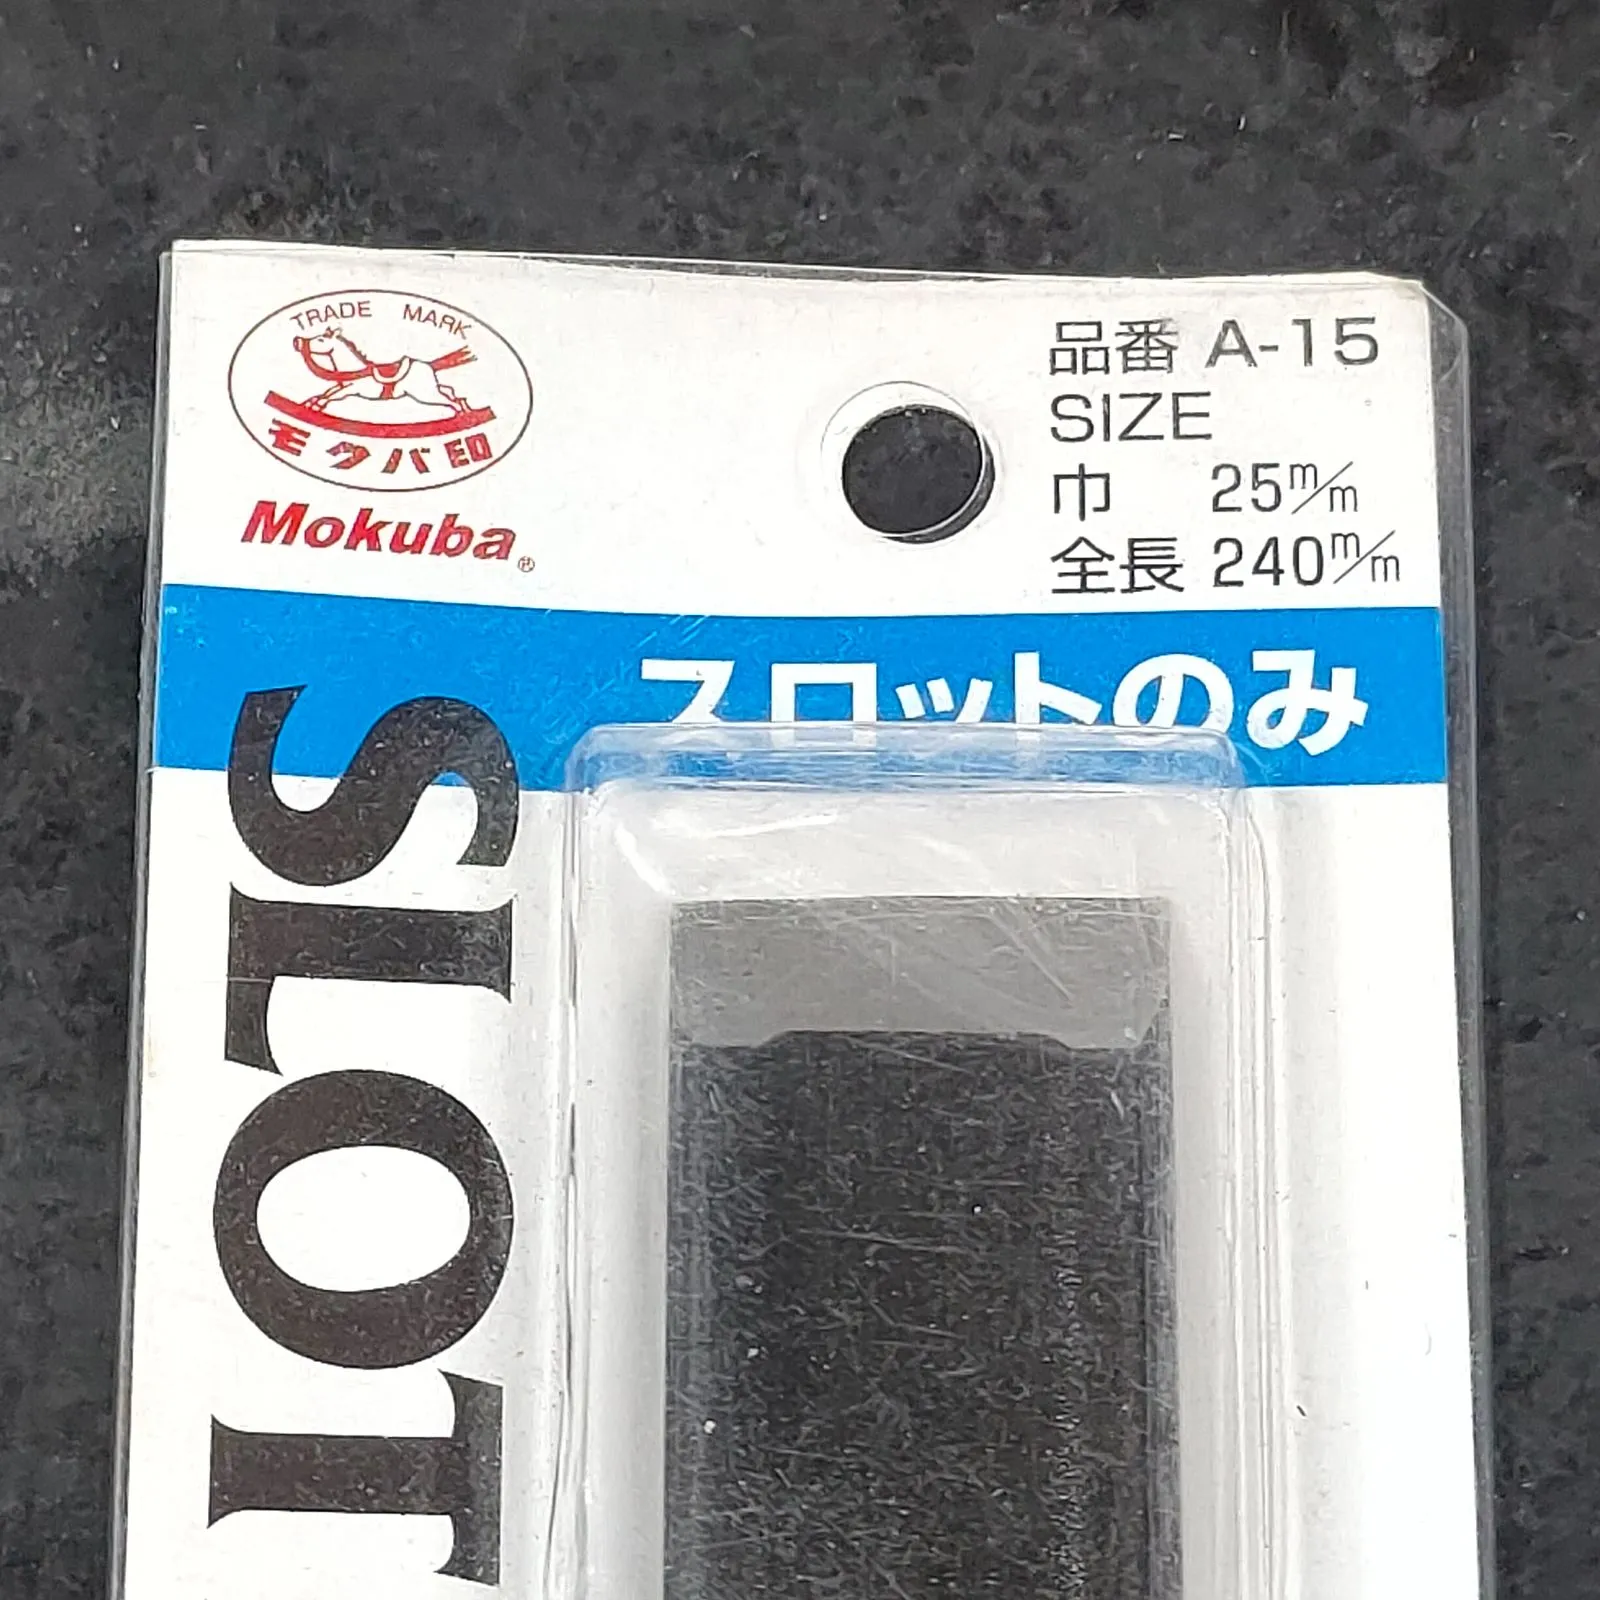 TRADE MARK
モクバ印
Mokuba®
品番 A-15
SIZE
巾 25m/m
全長 240m/m
スロットのみ
SLOT